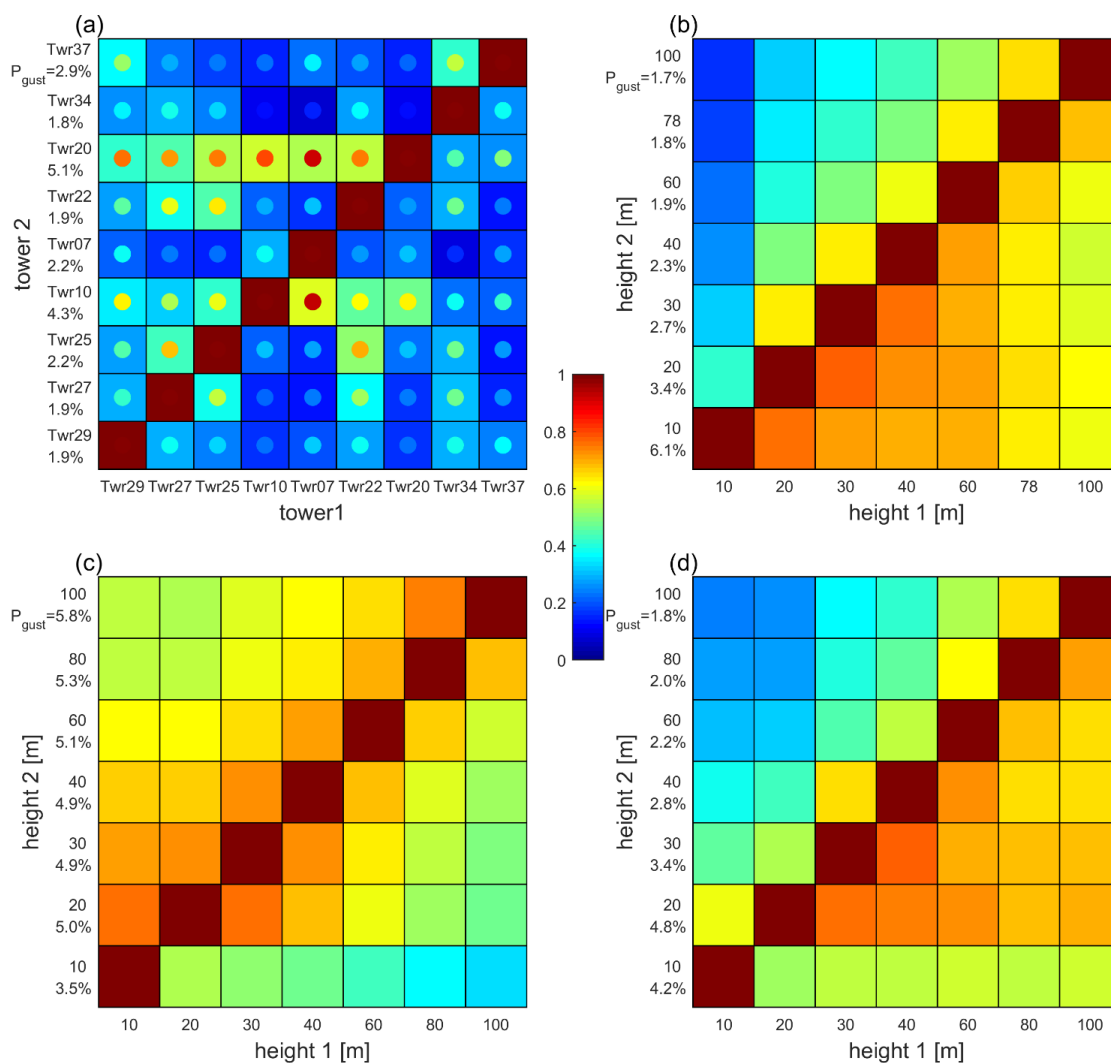 (a)
Twr37
Pgust=2.9%
Twr34
1.8%
Twr20
5.1%
Twr22
1.9%
Twr07
2.2%
Twr10
4.3%
Twr25
2.2%
Twr27
1.9%
Twr29
1.9%
tower 2
Twr29 Twr27 Twr25 Twr10 Twr07 Twr22 Twr20 Twr34 Twr37
tower1
(b)
100
Pgust=1.7%
78
1.8%
60
1.9%
40
2.3%
30
2.7%
20
3.4%
10
6.1%
height 2 [m]
10 20 30 40 60 78 100
height 1 [m]
1
0.8
0.6
0.4
0.2
0
(c)
100
Pgust=5.8%
80
5.3%
60
5.1%
40
4.9%
30
4.9%
20
5.0%
10
3.5%
height 2 [m]
10 20 30 40 60 80 100
height 1 [m]
(d)
100
Pgust=1.8%
80
2.0%
60
2.2%
40
2.8%
30
3.4%
20
4.8%
10
4.2%
height 2 [m]
10 20 30 40 60 80 100
height 1 [m]